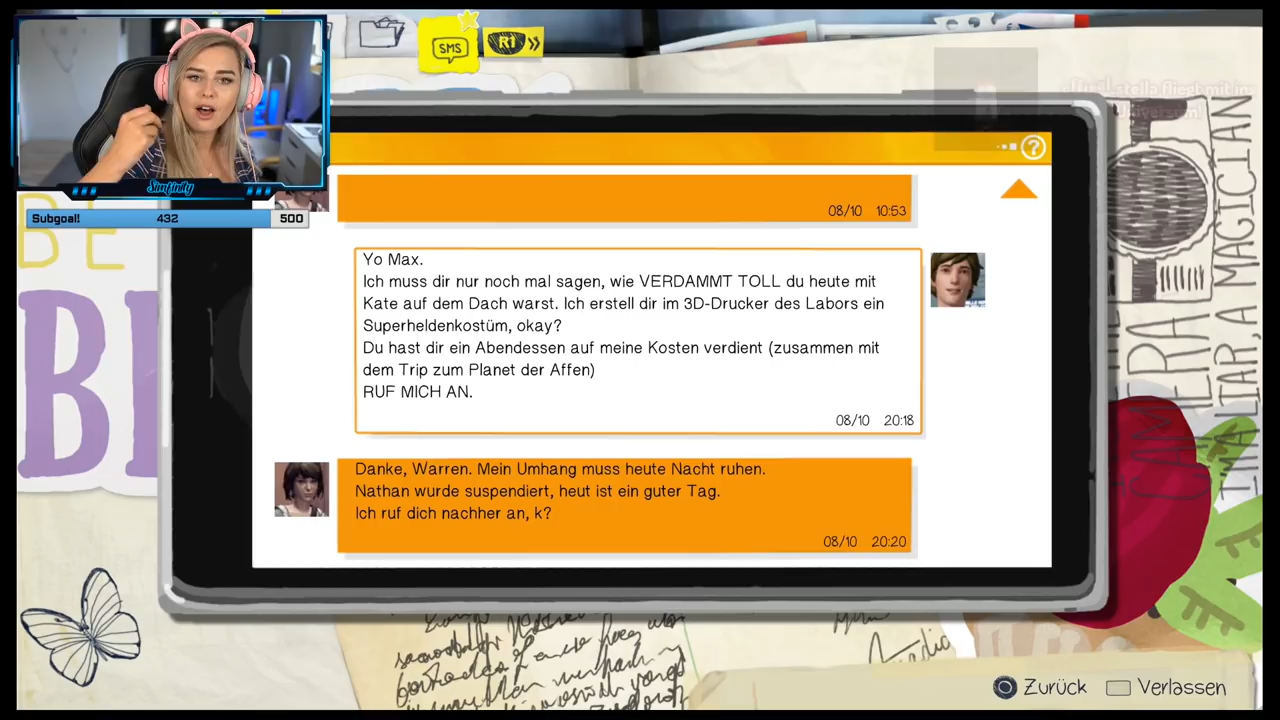 SMS
R1
Simfinity
Subgoal! 432 500
08/10 10:53
Yo Max.
Ich muss dir nur noch mal sagen, wie VERDAMMT TOLL du heute mit
Kate auf dem Dach warst. Ich erstell dir im 3D-Drucker des Labors ein
Superheldenkostüm, okay?
Du hast dir ein Abendessen auf meine Kosten verdient (zusammen mit
dem Trip zum Planet der Affen)
RUF MICH AN.
08/10 20:18
Danke, Warren. Mein Umhang muss heute Nacht ruhen.
Nathan wurde suspendiert, heut ist ein guter Tag.
Ich ruf dich nachher an, k?
08/10 20:20
BE
LIAR, A MAGICIAN
Zurück
Verlassen